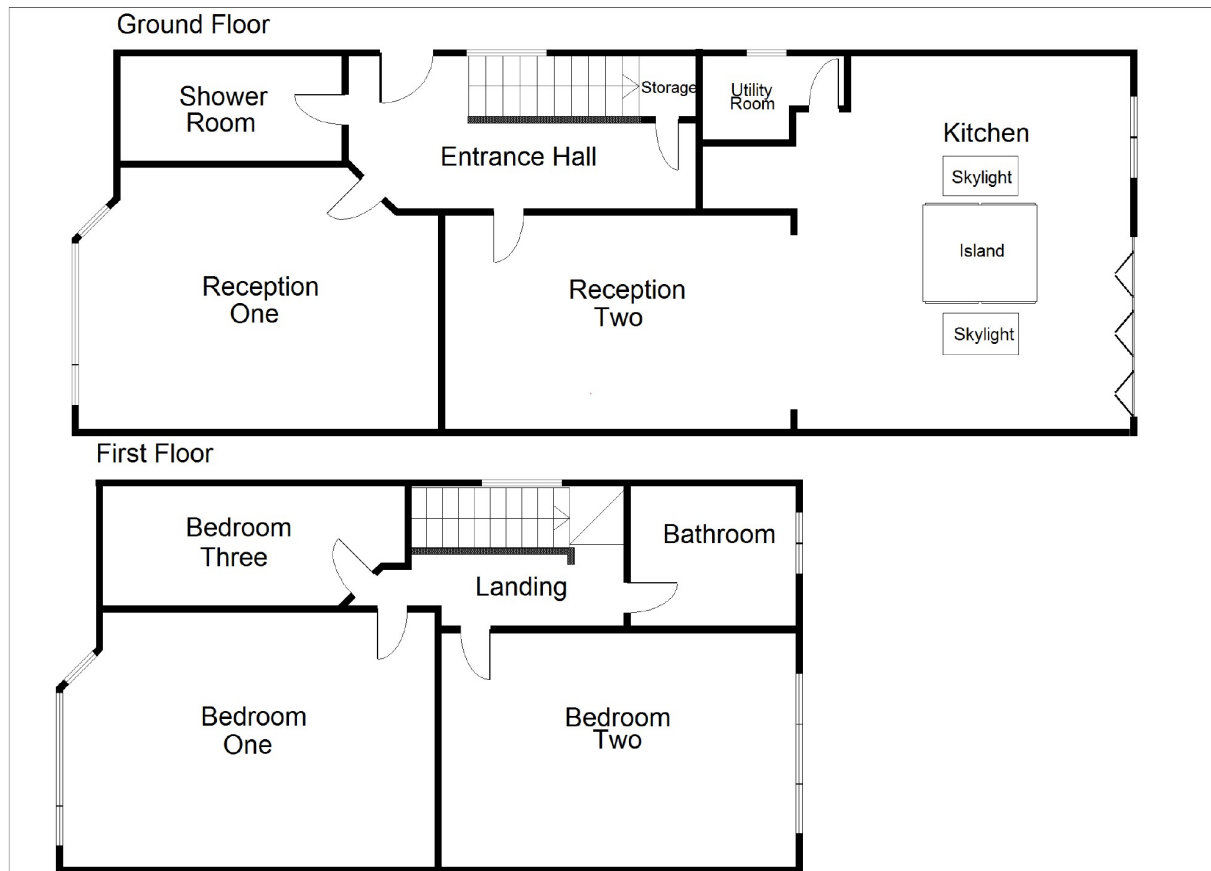 Ground Floor
Shower
Room
Storage
Utility
Room
Kitchen
Entrance Hall
Skylight
Island
Reception
One
Reception
Two
Skylight
First Floor
Bedroom
Three
Bathroom
Landing
Bedroom
One
Bedroom
Two